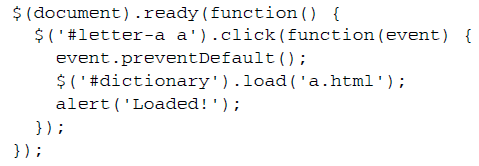 $(document).ready(function() {
  $('#letter-a a').click(function(event) {
    event.preventDefault();
    $('#dictionary').load('a.html');
    alert('Loaded!');
  });
});